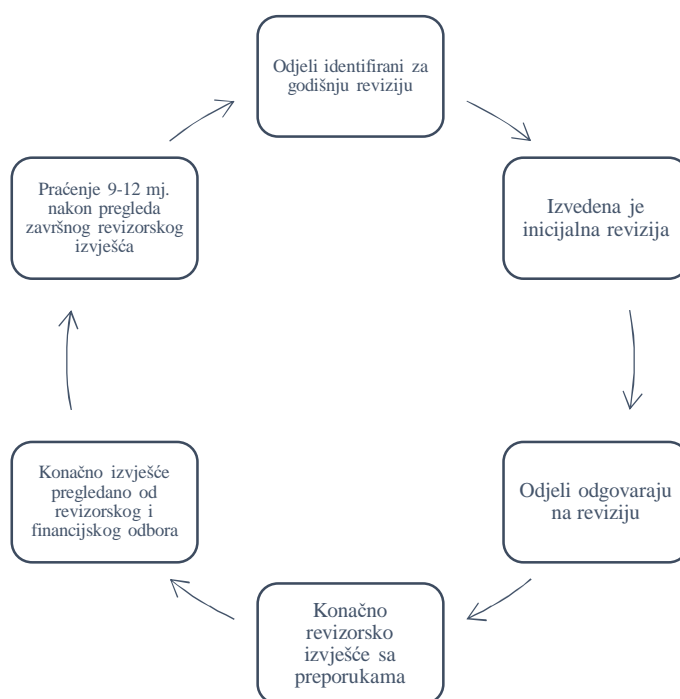 Odjeli identifirani za
godišnju reviziju
Izvedena je
inicijalna revizija
Odjeli odgovaraju
na reviziju
Konačno
revizorsko
izvješće sa
preporukama
Konačno izvješće
pregledano od
revizorskog i
financijskog odbora
Praćenje 9-12 mj.
nakon pregleda
završnog revizorskog
izvješća